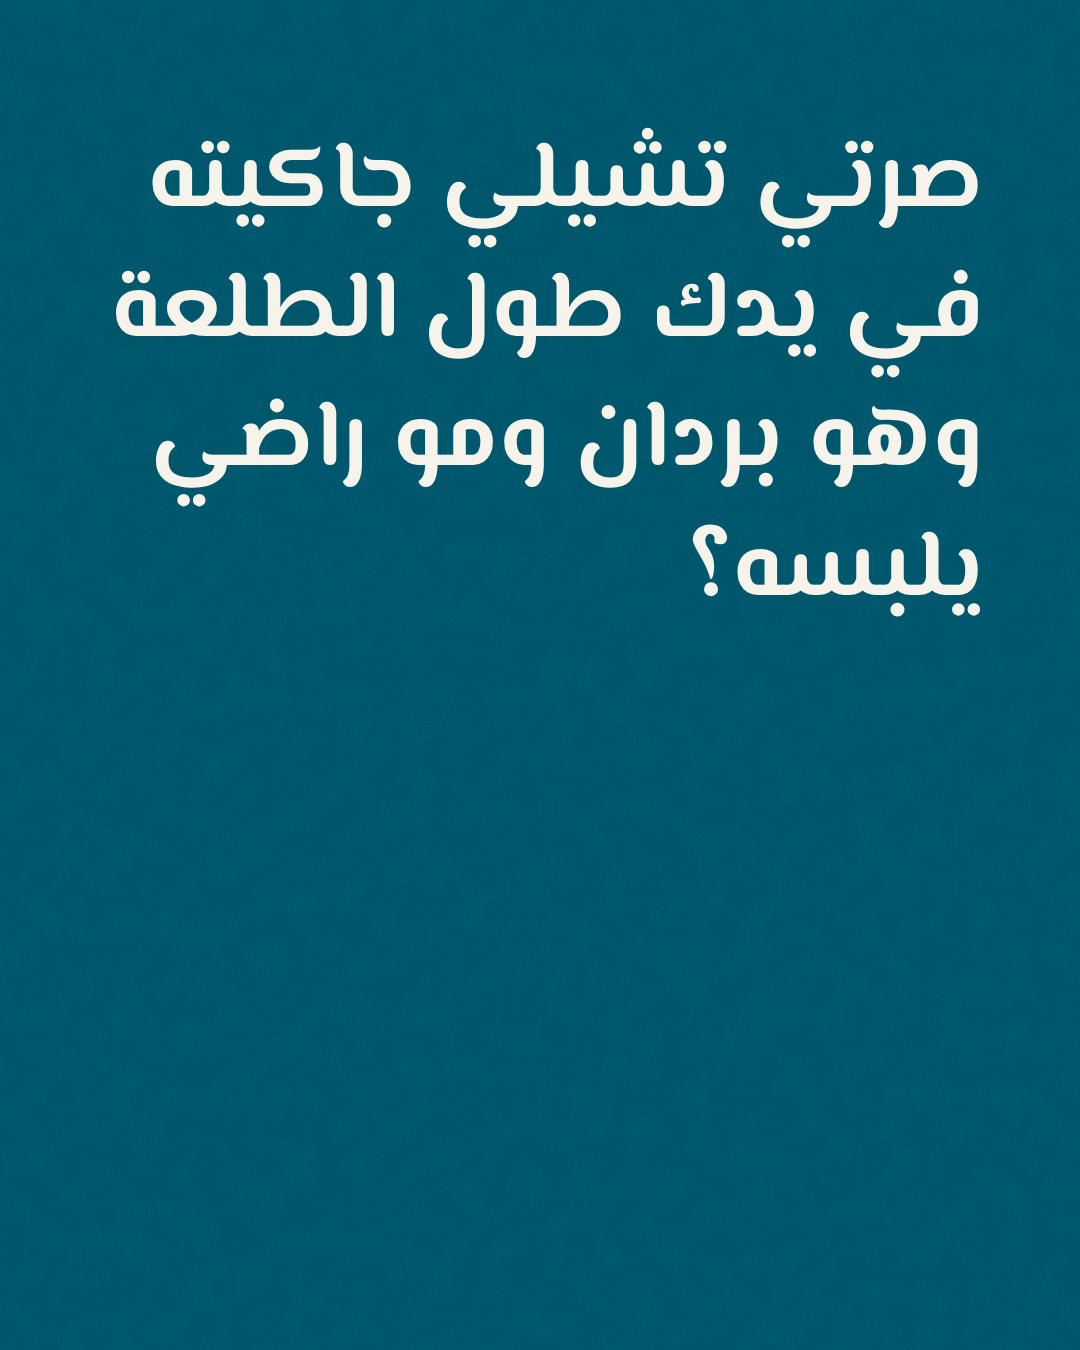 صرتي تشيلي جاكيته
في يدك طول الطلعة
وهو بردان ومو راضي
يلبسه؟